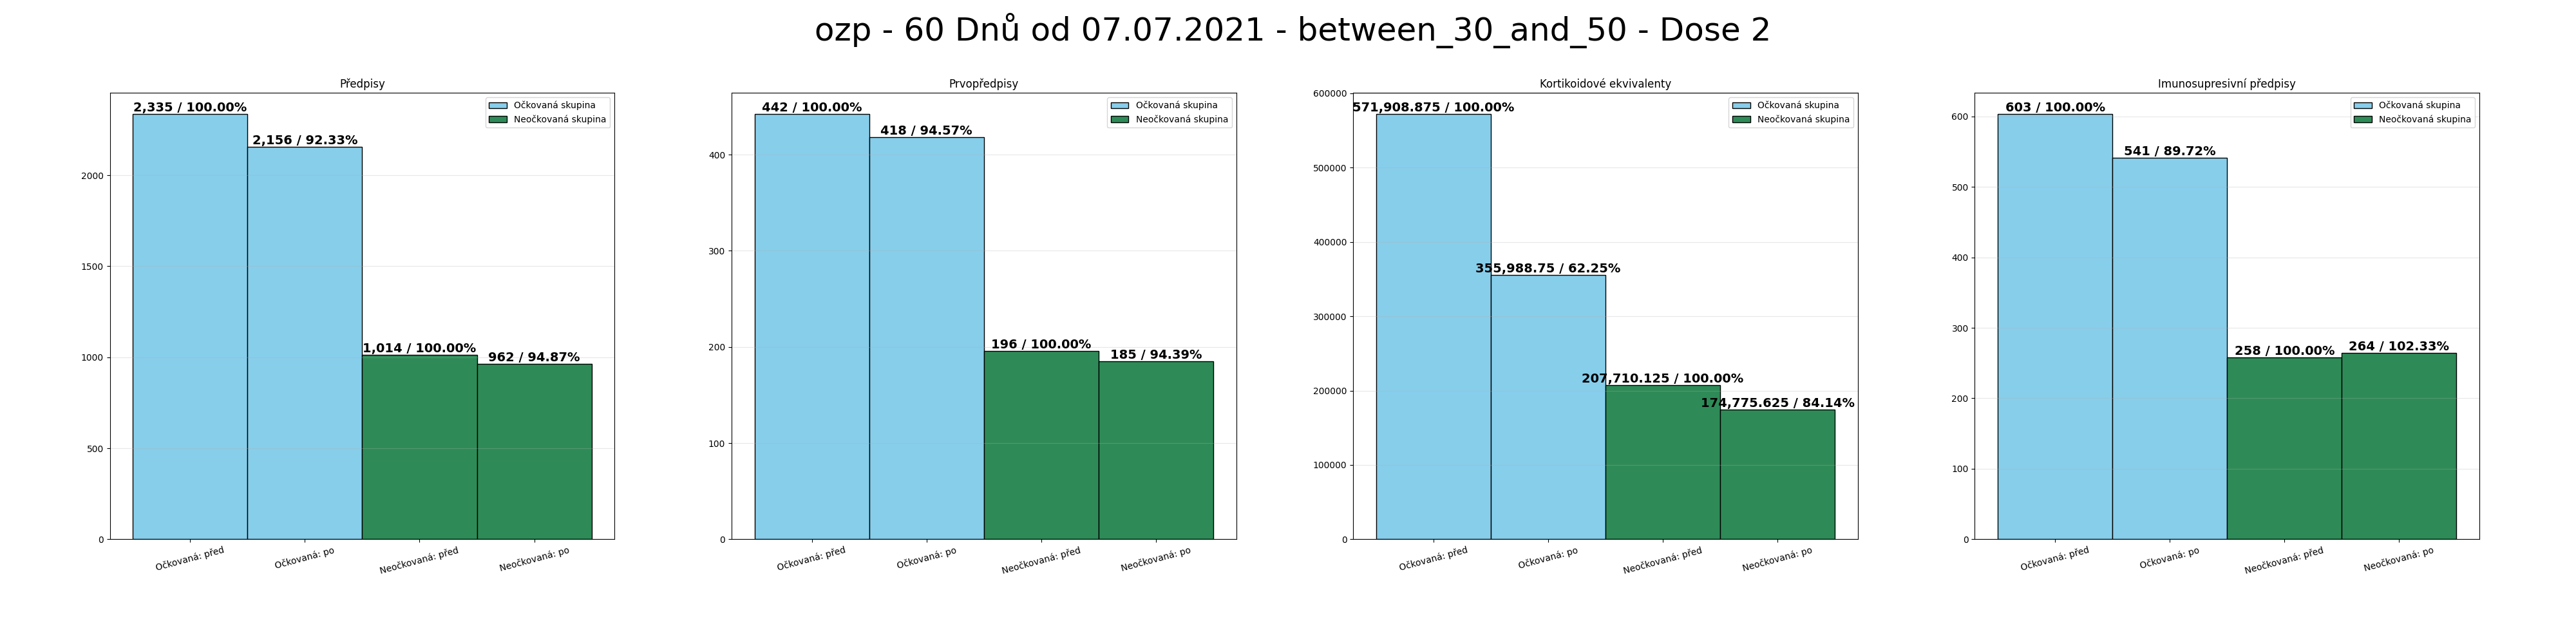 ozp - 60 Dnů od 07.07.2021 - between_30_and_50 - Dose 2
Předpisy
2,335 / 100.00%
2,156 / 92.33%
1,014 / 100.00%
962 / 94.87%
Očkovaná skupina
Neočkovaná skupina
2000
1500
1000
500
0
Očkovaná: před
Očkovaná: po
Neočkovaná: před
Neočkovaná: po
Prvopředpisy
442 / 100.00%
418 / 94.57%
196 / 100.00%
185 / 94.39%
Očkovaná skupina
Neočkovaná skupina
400
300
200
100
0
Očkovaná: před
Očkovaná: po
Neočkovaná: před
Neočkovaná: po
Kortikoidové ekvivalenty
571,908.875 / 100.00%
355,988.75 / 62.25%
207,710.125 / 100.00%
174,775.625 / 84.14%
Očkovaná skupina
Neočkovaná skupina
600000
500000
400000
300000
200000
100000
0
Očkovaná: před
Očkovaná: po
Neočkovaná: před
Neočkovaná: po
Imunosupresivní předpisy
603 / 100.00%
541 / 89.72%
258 / 100.00%
264 / 102.33%
Očkovaná skupina
Neočkovaná skupina
600
500
400
300
200
100
0
Očkovaná: před
Očkovaná: po
Neočkovaná: před
Neočkovaná: po